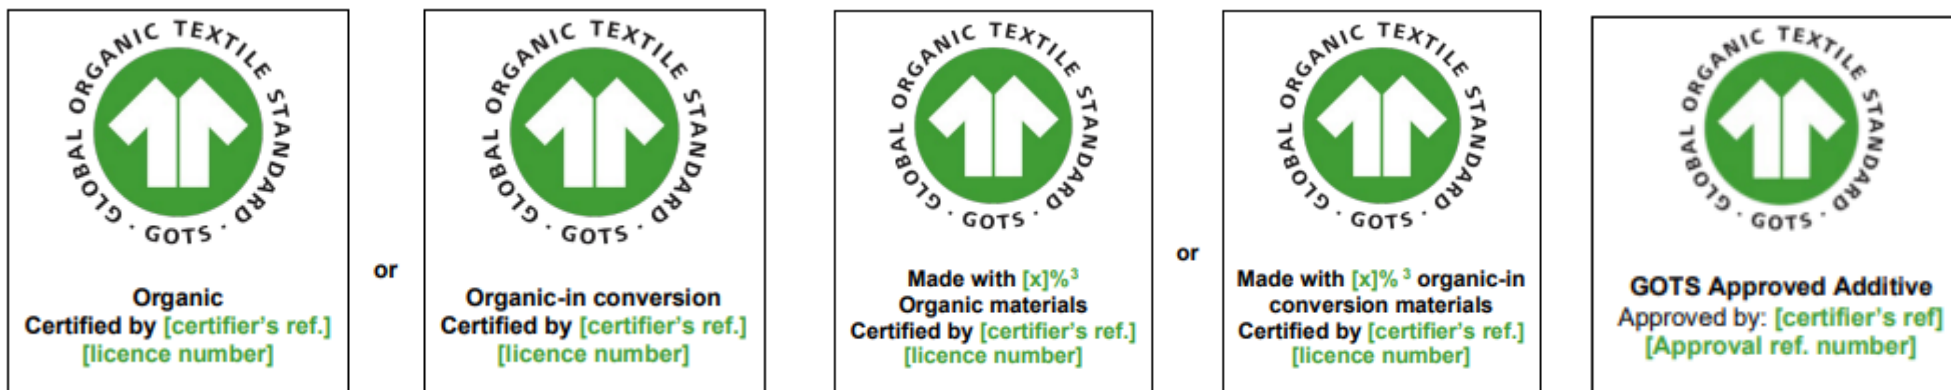 GLOBAL ORGANIC TEXTILE STANDARD · GOTS ·
Organic
Certified by [certifier's ref.]
[licence number]
or
GLOBAL ORGANIC TEXTILE STANDARD · GOTS ·
Organic-in conversion
Certified by [certifier's ref.]
[licence number]
GLOBAL ORGANIC TEXTILE STANDARD · GOTS ·
Made with [x]%³
Organic materials
Certified by [certifier's ref.]
[licence number]
or
GLOBAL ORGANIC TEXTILE STANDARD · GOTS ·
Made with [x]% ³ organic-in
conversion materials
Certified by [certifier's ref.]
[licence number]
GLOBAL ORGANIC TEXTILE STANDARD · GOTS ·
GOTS Approved Additive
Approved by: [certifier's ref]
[Approval ref. number]